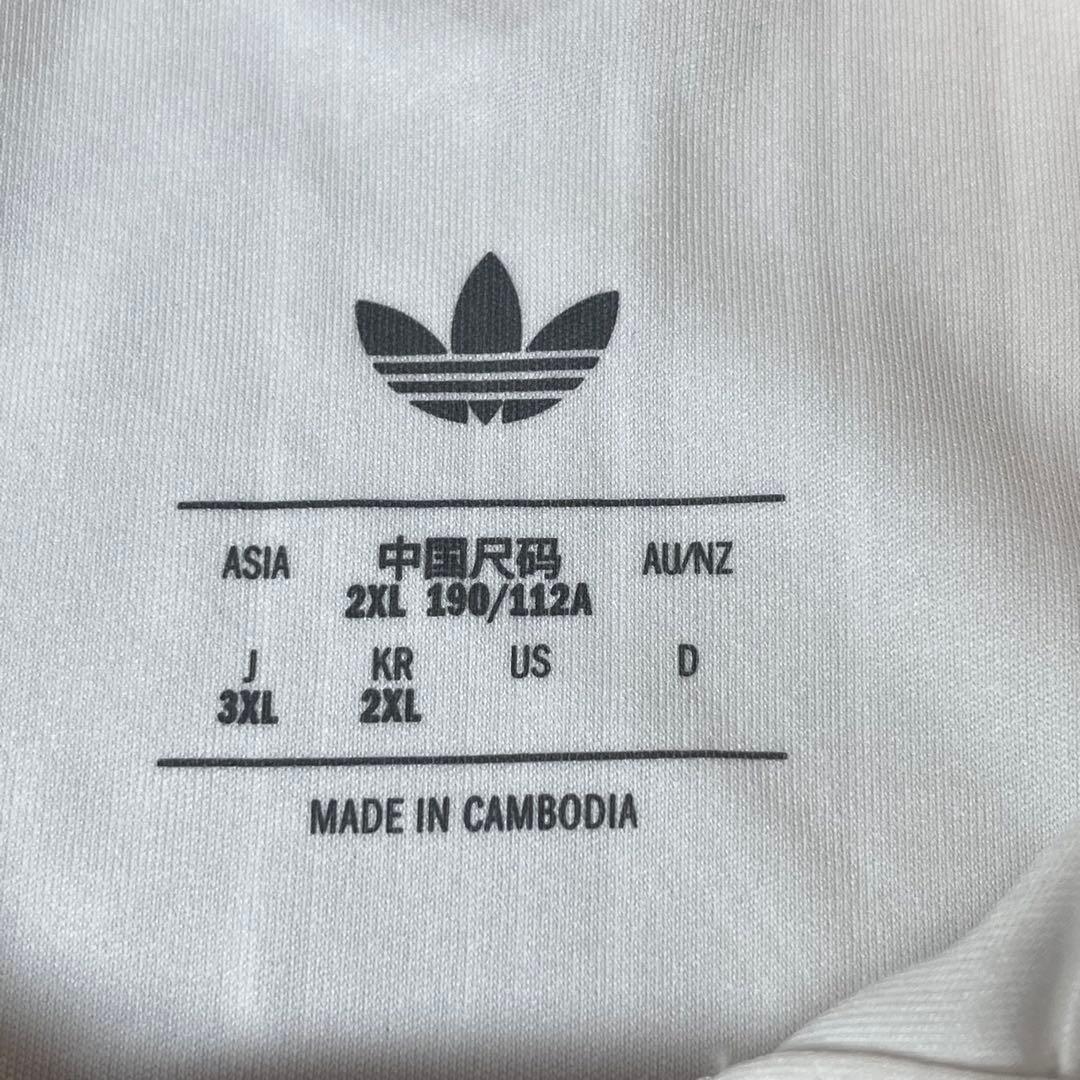 ASIA 中国尺码 AU/NZ
2XL 190/112A
J KR US D
3XL 2XL
MADE IN CAMBODIA